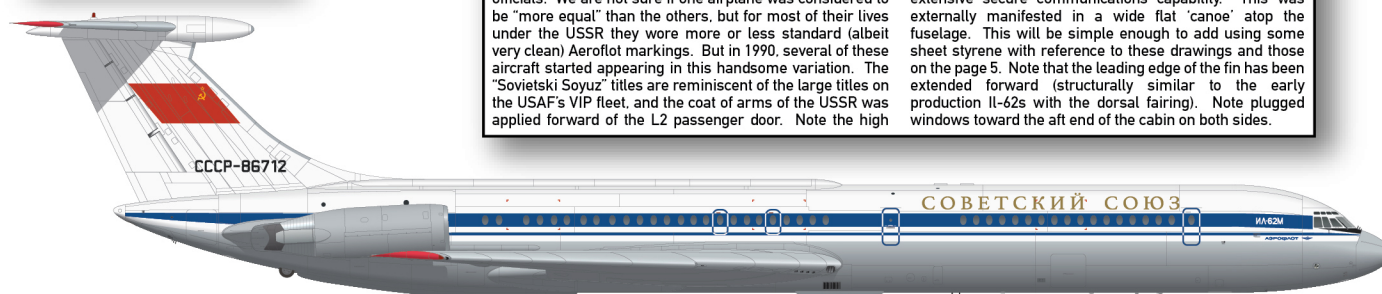 officials. We are not sure if one airplane was considered to
be “more equal” than the others, but for most of their lives
under the USSR they wore more or less standard (albeit
very clean) Aeroflot markings. But in 1990, several of these
aircraft started appearing in this handsome variation. The
“Sovietski Soyuz” titles are reminiscent of the large titles on
the USAF’s VIP fleet, and the coat of arms of the USSR was
applied forward of the L2 passenger door. Note the high
extensive secure communications capability. This was
externally manifested in a wide flat ‘canoe’ atop the
fuselage. This will be simple enough to add using some
sheet styrene with reference to these drawings and those
on the page 5. Note that the leading edge of the fin has been
extended forward (structurally similar to the early
production Il-62s with the dorsal fairing). Note plugged
windows toward the aft end of the cabin on both sides.
СССР-86712
СОВЕТСКИЙ СОЮЗ
ИЛ-62М
АЭРОФЛОТ